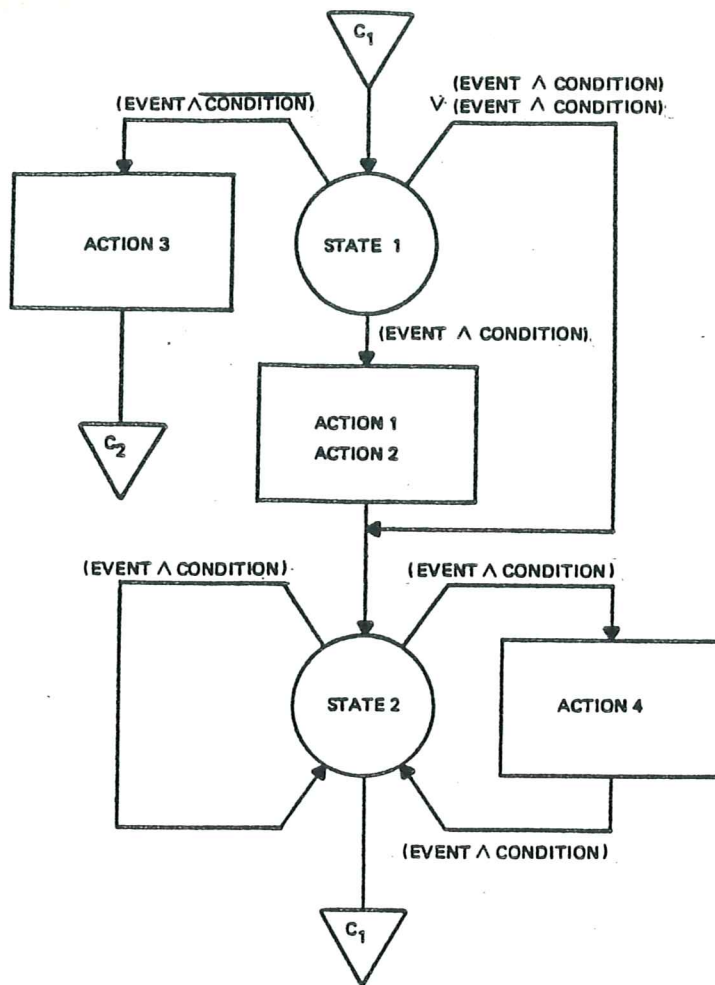 C1
(EVENT ∧ CONDITION)
∨ (EVENT ∧ CONDITION)
(EVENT ∧ C̅O̅N̅D̅I̅T̅I̅O̅N̅)
ACTION 3
STATE 1
(EVENT ∧ CONDITION)
ACTION 1
ACTION 2
C2
(EVENT ∧ CONDITION)
(EVENT ∧ CONDITION)
STATE 2
ACTION 4
(EVENT ∧ CONDITION)
C1